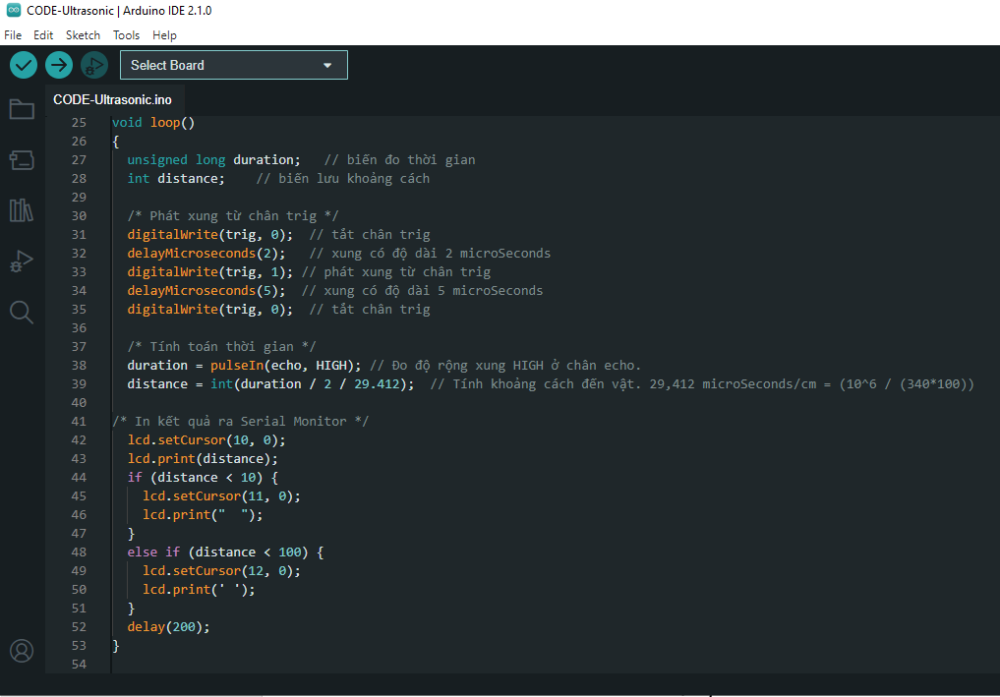 CODE-Ultrasonic | Arduino IDE 2.1.0
File Edit Sketch Tools Help
Select Board
CODE-Ultrasonic.ino
25 void loop()
26 {
27   unsigned long duration;   // biến đo thời gian
28   int distance;    // biến lưu khoảng cách
29
30   /* Phát xung từ chân trig */
31   digitalWrite(trig, 0);  // tắt chân trig
32   delayMicroseconds(2);  // xung có độ dài 2 microSeconds
33   digitalWrite(trig, 1); // phát xung từ chân trig
34   delayMicroseconds(5);  // xung có độ dài 5 microSeconds
35   digitalWrite(trig, 0);  // tắt chân trig
36
37   /* Tính toán thời gian */
38   duration = pulseIn(echo, HIGH); // Đo độ rộng xung HIGH ở chân echo.
39   distance = int(duration / 2 / 29.412);  // Tính khoảng cách đến vật. 29,412 microSeconds/cm = (10^6 / (340*100))
40
41 /* In kết quả ra Serial Monitor */
42   lcd.setCursor(10, 0);
43   lcd.print(distance);
44   if (distance < 10) {
45     lcd.setCursor(11, 0);
46     lcd.print("  ");
47   }
48   else if (distance < 100) {
49     lcd.setCursor(12, 0);
50     lcd.print(' ');
51   }
52   delay(200);
53 }
54